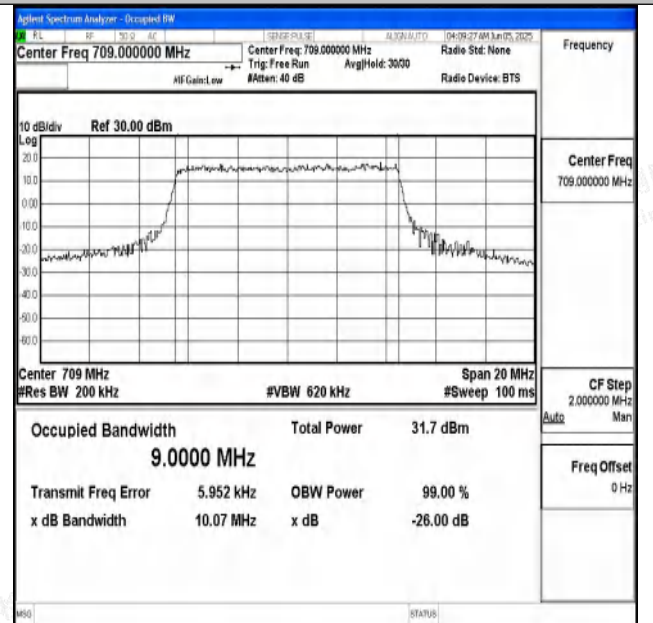 Agilent Spectrum Analyzer - Occupied BW
RL RF 50 Ω AC SENSE:PULSE ALIGN AUTO 04:09:27 AM Jun 05, 2025
Center Freq 709.000000 MHz Center Freq: 709.000000 MHz Radio Std: None Frequency
Trig: Free Run Avg|Hold: 30/30
#IFGain:Low #Atten: 40 dB Radio Device: BTS
10 dB/div Ref 30.00 dBm
Log
20.0
10.0
0.00
-10.0
-20.0
-30.0
-40.0
-50.0
-60.0
Center Freq
709.000000 MHz
Center 709 MHz Span 20 MHz
#Res BW 200 kHz #VBW 620 kHz #Sweep 100 ms
CF Step
2.000000 MHz
Auto Man
Occupied Bandwidth Total Power 31.7 dBm
9.0000 MHz
Transmit Freq Error 5.952 kHz OBW Power 99.00 %
x dB Bandwidth 10.07 MHz x dB -26.00 dB
Freq Offset
0 Hz
MSG STATUS